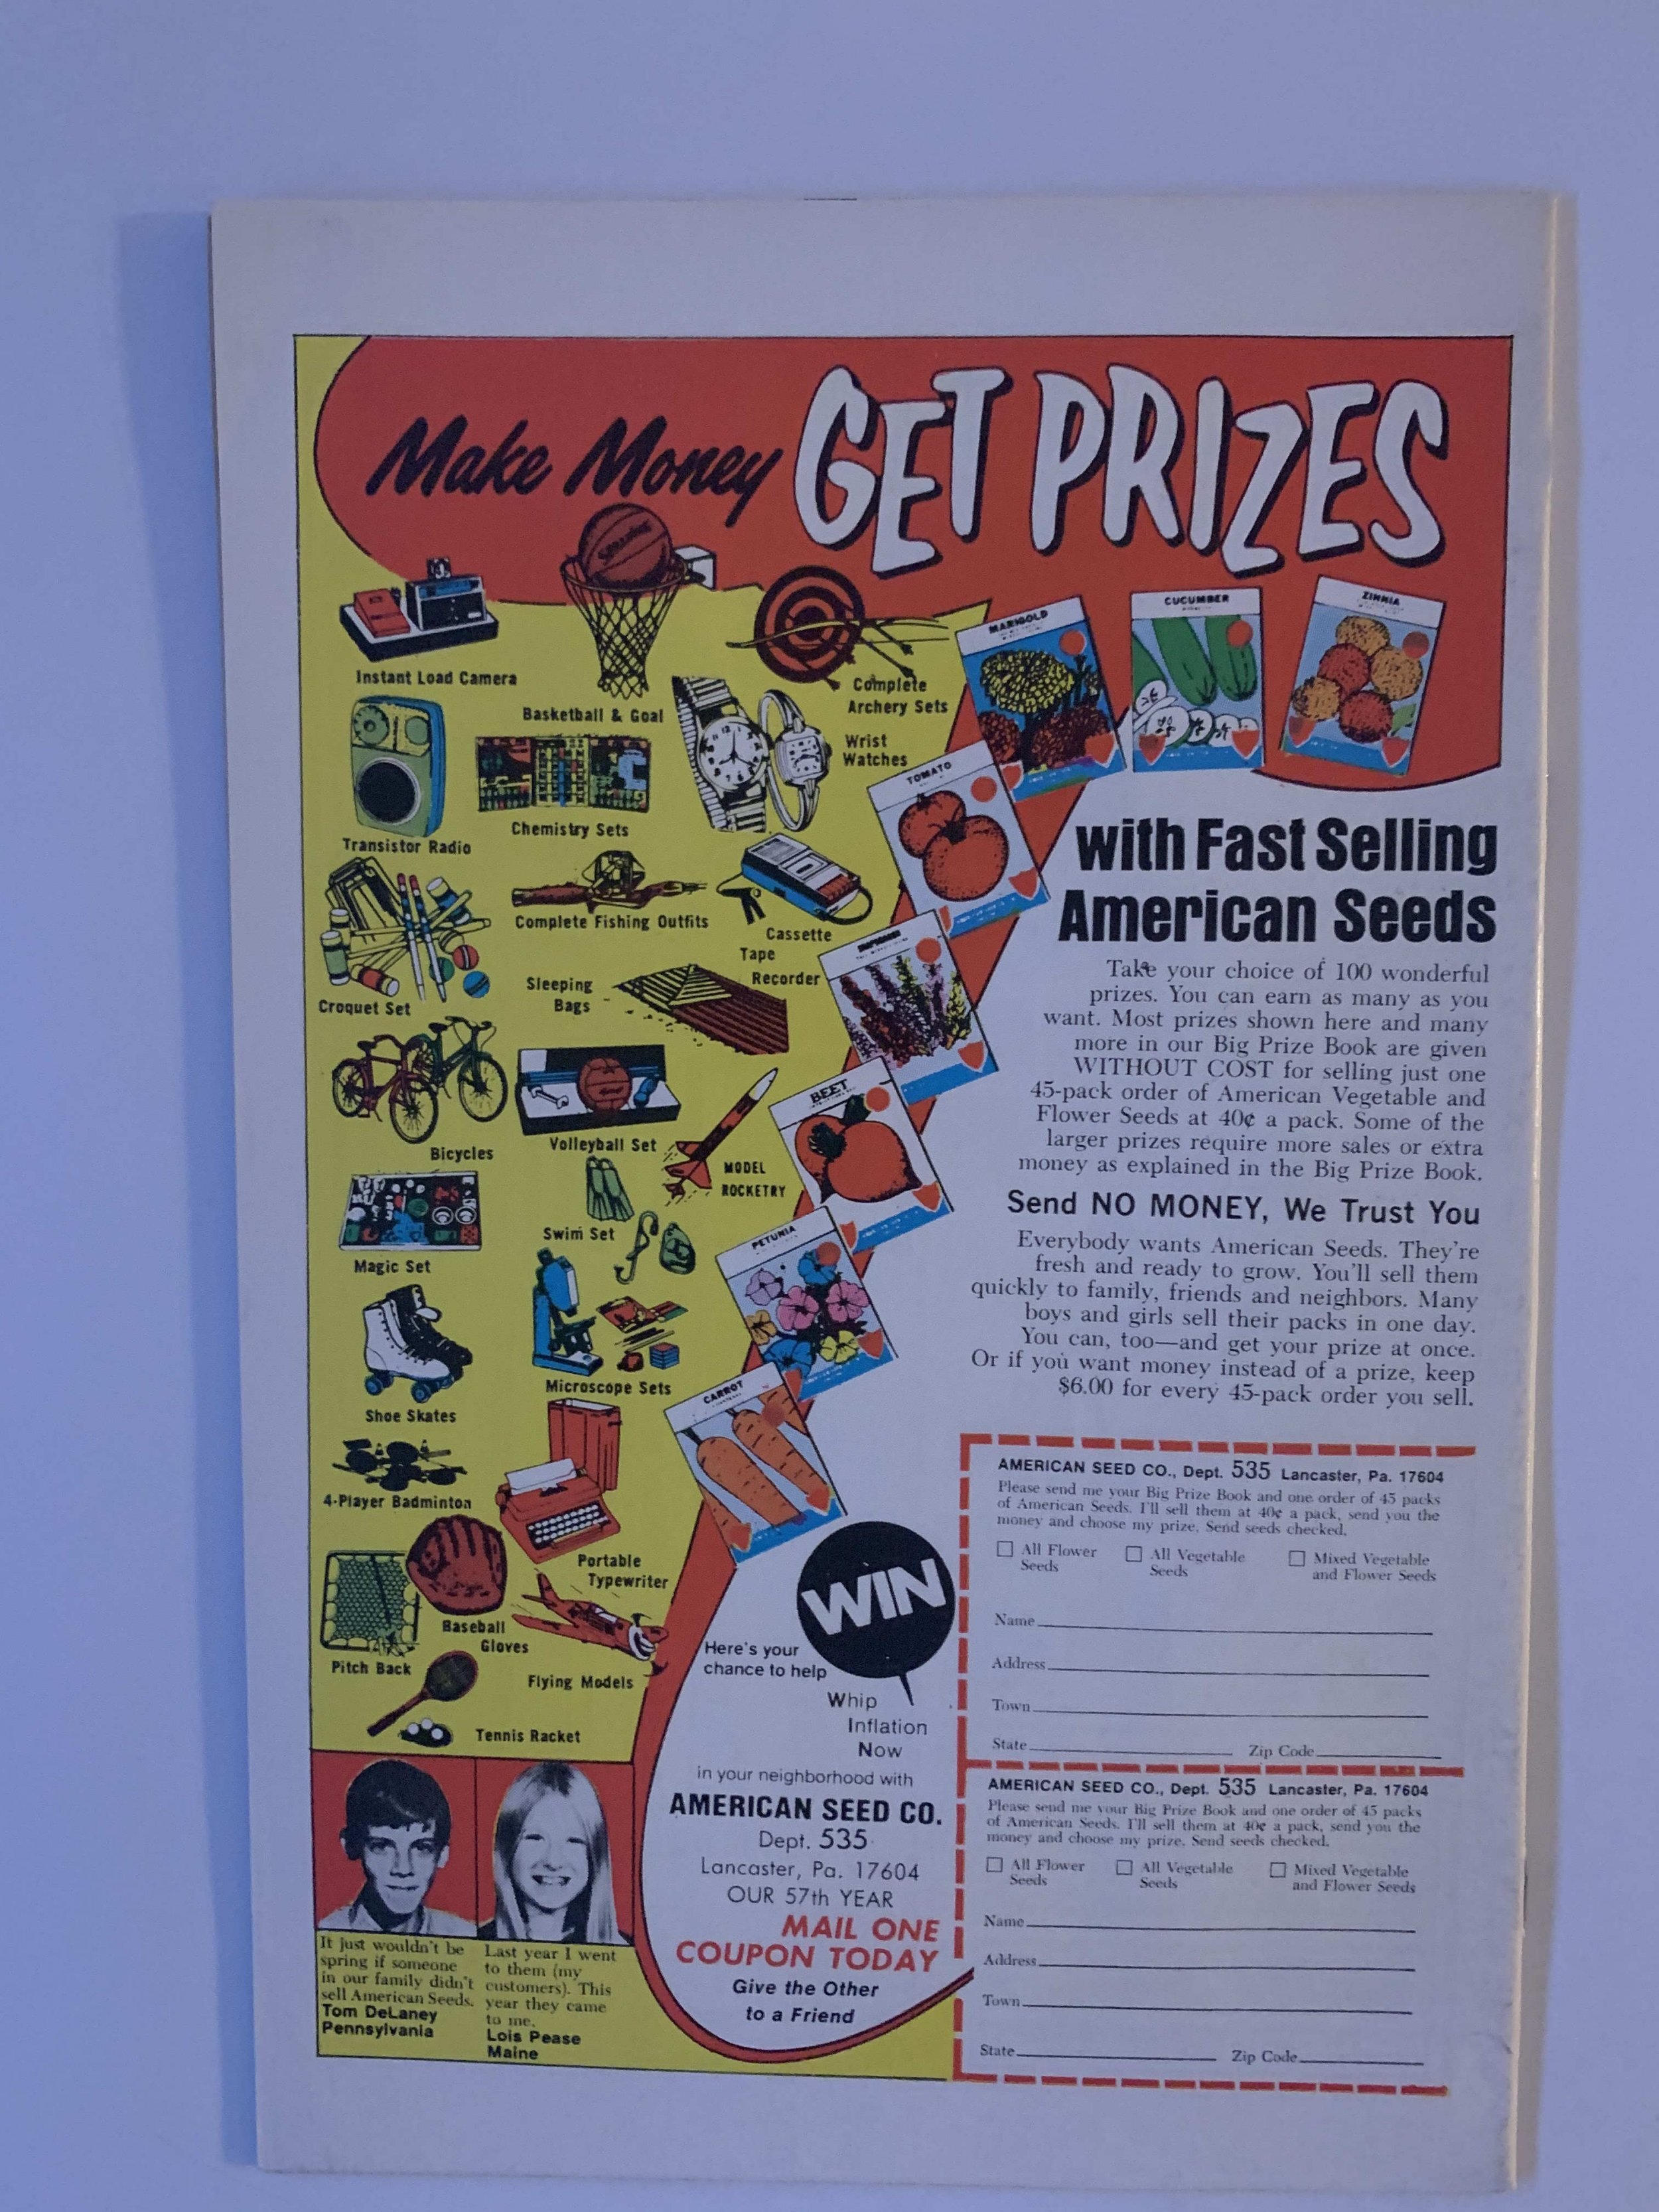 Make Money GET PRIZES
Instant Load Camera
Basketball & Goal
Complete
Archery Sets
Wrist
Watches
Transistor Radio
Chemistry Sets
Complete Fishing Outfits
Cassette
Tape
Recorder
Croquet Set
Sleeping
Bags
Bicycles
Volleyball Set
MODEL
ROCKETRY
Magic Set
Swim Set
Shoe Skates
Microscope Sets
4-Player Badminton
Portable
Typewriter
Baseball
Gloves
Pitch Back
Flying Models
Tennis Racket
MARIGOLD
CUCUMBER
ZINNIA
TOMATO
BEET
PETUNIA
CARROT
with Fast Selling
American Seeds
Take your choice of 100 wonderful
prizes. You can earn as many as you
want. Most prizes shown here and many
more in our Big Prize Book are given
WITHOUT COST for selling just one
45-pack order of American Vegetable and
Flower Seeds at 40¢ a pack. Some of the
larger prizes require more sales or extra
money as explained in the Big Prize Book.
Send NO MONEY, We Trust You
Everybody wants American Seeds. They're
fresh and ready to grow. You'll sell them
quickly to family, friends and neighbors. Many
boys and girls sell their packs in one day.
You can, too—and get your prize at once.
Or if you want money instead of a prize, keep
$6.00 for every 45-pack order you sell.
It just wouldn't be
spring if someone
in our family didn't
sell American Seeds.
Tom DeLaney
Pennsylvania
Last year I went
to them (my
customers). This
year they came
to me.
Lois Pease
Maine
WIN
Here's your
chance to help
Whip
Inflation
Now
in your neighborhood with
AMERICAN SEED CO.
Dept. 535
Lancaster, Pa. 17604
OUR 57th YEAR
MAIL ONE
COUPON TODAY
Give the Other
to a Friend
AMERICAN SEED CO., Dept. 535 Lancaster, Pa. 17604
Please send me your Big Prize Book and one order of 45 packs
of American Seeds. I'll sell them at 40¢ a pack, send you the
money and choose my prize. Send seeds checked.
All Flower Seeds All Vegetable Seeds Mixed Vegetable and Flower Seeds
Name
Address
Town
State Zip Code
AMERICAN SEED CO., Dept. 535 Lancaster, Pa. 17604
Please send me your Big Prize Book and one order of 45 packs
of American Seeds. I'll sell them at 40¢ a pack, send you the
money and choose my prize. Send seeds checked.
All Flower Seeds All Vegetable Seeds Mixed Vegetable and Flower Seeds
Name
Address
Town
State Zip Code